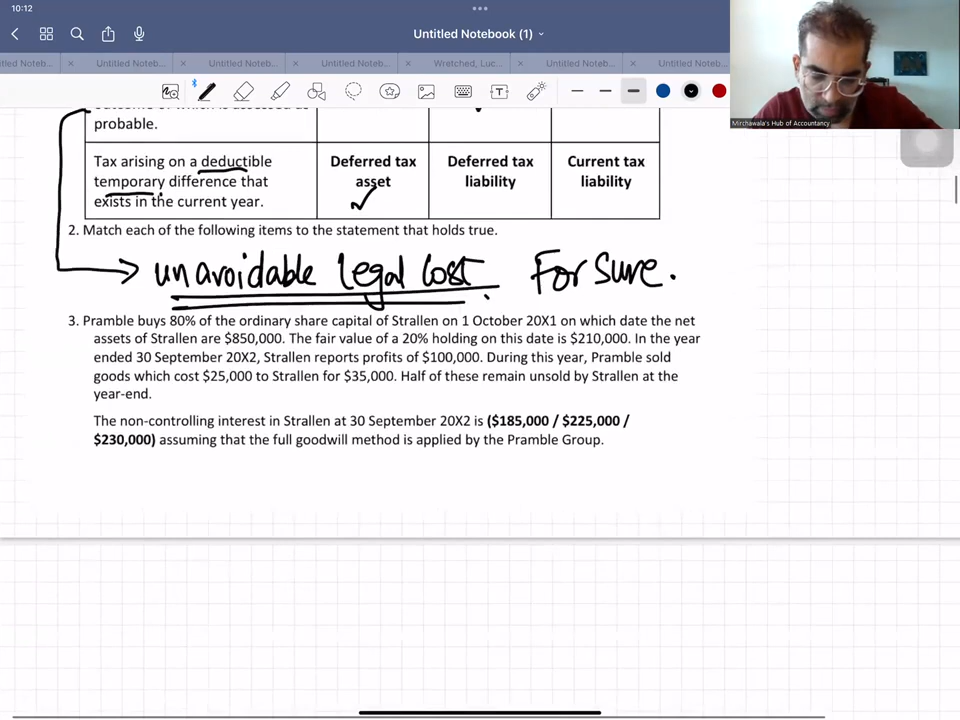 10:12
Untitled Notebook (1)
Untitled Noteb...
Untitled Noteb...
Untitled Noteb...
Wretched, Luc...
Untitled Noteb...
Untitled Noteb...
Mirchawala's Hub of Accountancy
probable.
Tax arising on a deductible temporary difference that exists in the current year.
Deferred tax asset
Deferred tax liability
Current tax liability
2. Match each of the following items to the statement that holds true.
unavoidable legal cost. For sure.
3. Pramble buys 80% of the ordinary share capital of Strallen on 1 October 20X1 on which date the net
assets of Strallen are $850,000. The fair value of a 20% holding on this date is $210,000. In the year
ended 30 September 20X2, Strallen reports profits of $100,000. During this year, Pramble sold
goods which cost $25,000 to Strallen for $35,000. Half of these remain unsold by Strallen at the
year-end.
The non-controlling interest in Strallen at 30 September 20X2 is ($185,000 / $225,000 /
$230,000) assuming that the full goodwill method is applied by the Pramble Group.